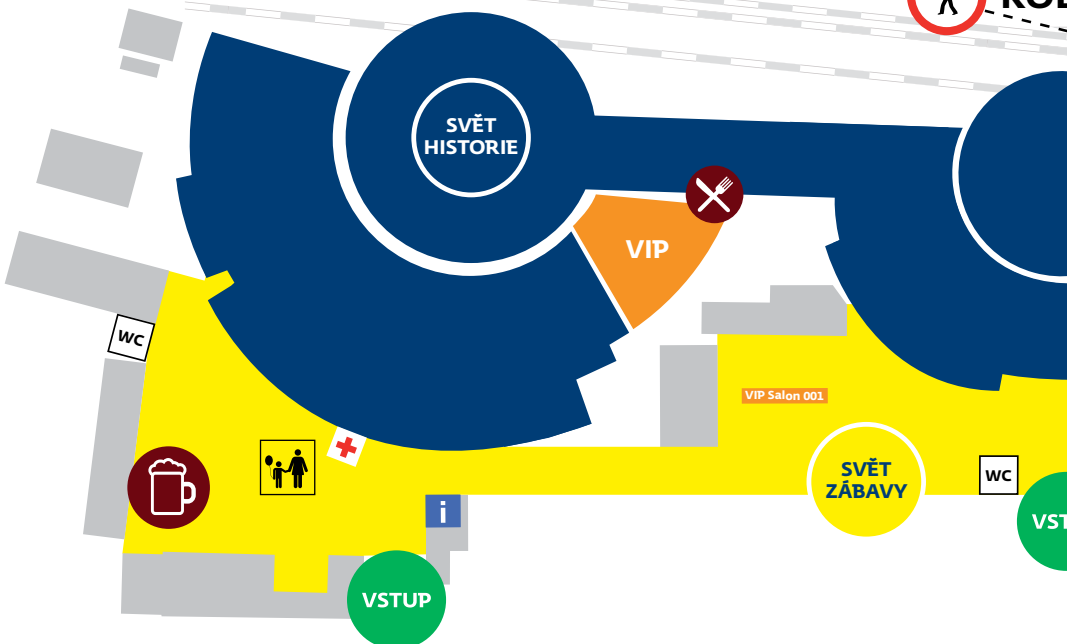 SVĚT
HISTORIE
VIP
WC
VIP Salon 001
SVĚT
ZÁBAVY
WC
i
VSTUP